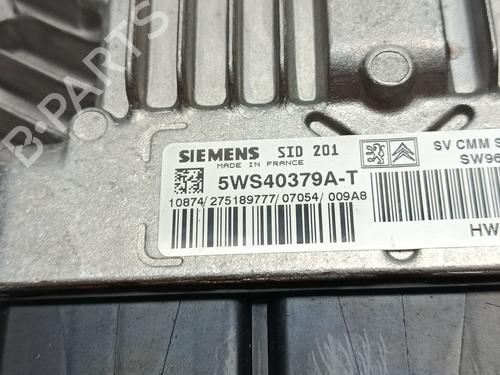 B-PARTS
SIEMENS SID 201
MADE IN FRANCE
5WS40379A-T
10874/275189777/07054/009A8
SV CMM S
SW96
HW